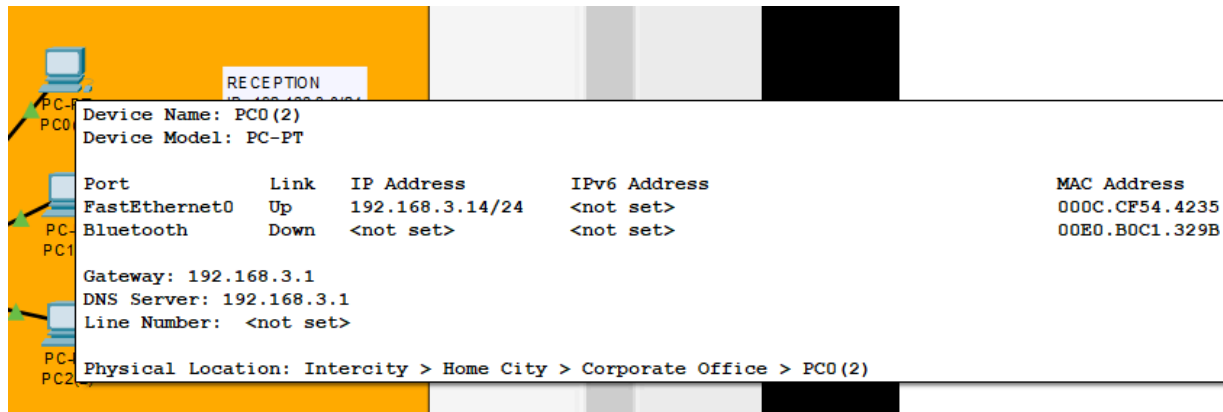 RECEPTION
Device Name: PC0(2)
Device Model: PC-PT
Port Link IP Address IPv6 Address MAC Address
FastEthernet0 Up 192.168.3.14/24 <not set> 000C.CF54.4235
Bluetooth Down <not set> <not set> 00E0.B0C1.329B
Gateway: 192.168.3.1
DNS Server: 192.168.3.1
Line Number: <not set>
Physical Location: Intercity > Home City > Corporate Office > PC0(2)